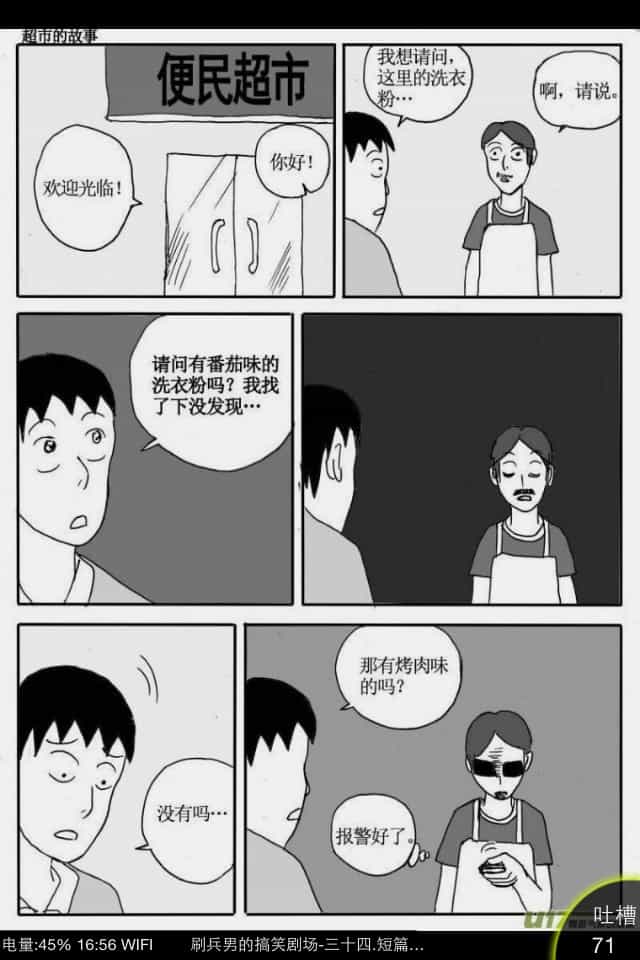 超市的故事
便民超市
欢迎光临！
你好！
我想请问，
这里的洗衣
粉…
啊，请说。
请问有番茄味的
洗衣粉吗？我找
了下没发现…
没有吗…
那有烤肉味
的吗？
报警好了。
吐槽
电量:45% 16:56 WIFI 刷兵男的搞笑剧场-三十四.短篇… 71